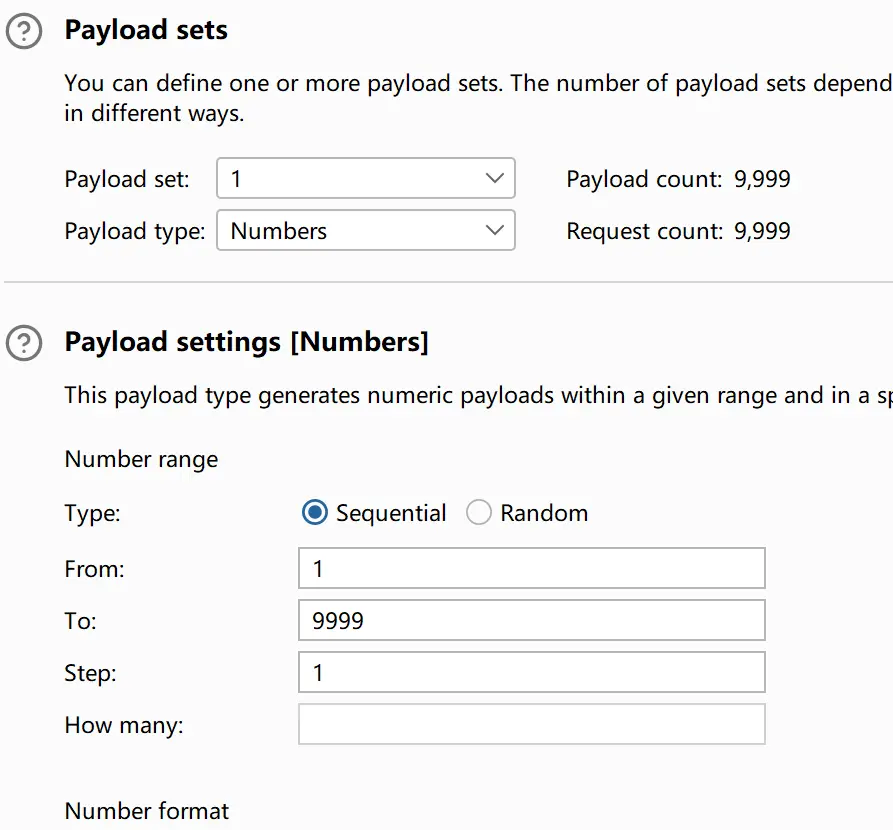 Payload sets
You can define one or more payload sets. The number of payload sets depend
in different ways.
Payload set: 1 Payload count: 9,999
Payload type: Numbers Request count: 9,999
Payload settings [Numbers]
This payload type generates numeric payloads within a given range and in a sp
Number range
Type: Sequential Random
From: 1
To: 9999
Step: 1
How many:
Number format